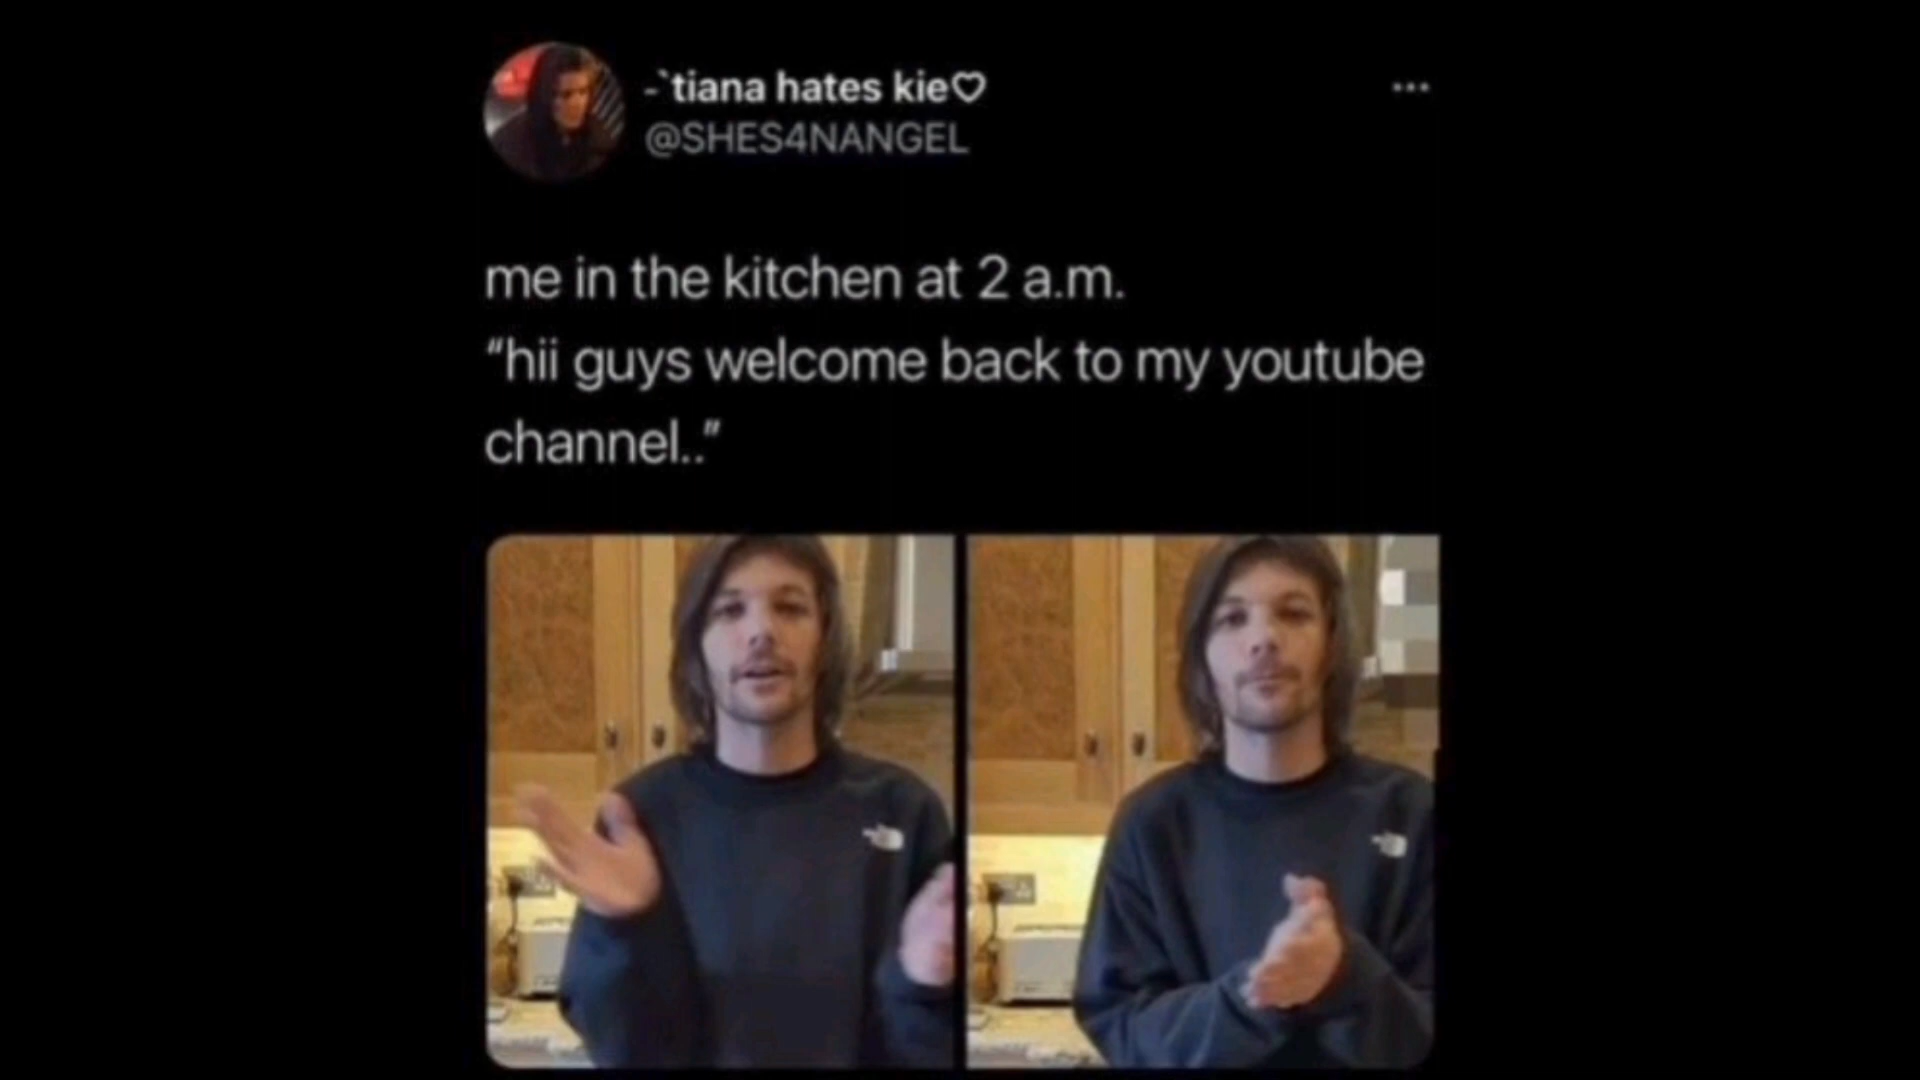 -`tiana hates kie♡
@SHES4NANGEL
me in the kitchen at 2 a.m.
“hii guys welcome back to my youtube
channel..”